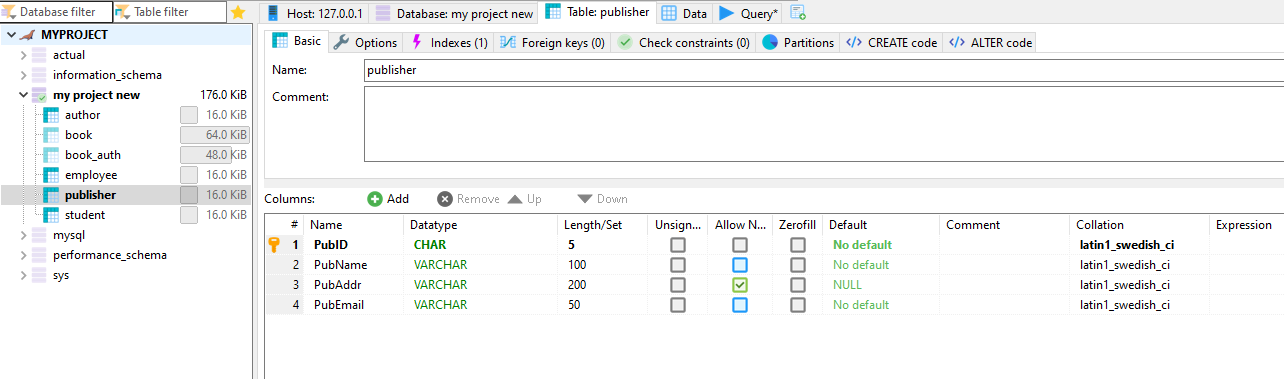 Database filter Table filter
Host: 127.0.0.1 Database: my project new Table: publisher Data Query*
MYPROJECT
actual
information_schema
my project new 176.0 KiB
author 16.0 KiB
book 64.0 KiB
book_auth 48.0 KiB
employee 16.0 KiB
publisher 16.0 KiB
student 16.0 KiB
mysql
performance_schema
sys
Basic Options Indexes (1) Foreign keys (0) Check constraints (0) Partitions CREATE code ALTER code
Name: publisher
Comment:
Columns: Add Remove Up Down
# Name Datatype Length/Set Unsign... Allow N... Zerofill Default Comment Collation Expression
1 PubID CHAR 5 No default latin1_swedish_ci
2 PubName VARCHAR 100 No default latin1_swedish_ci
3 PubAddr VARCHAR 200 NULL latin1_swedish_ci
4 PubEmail VARCHAR 50 No default latin1_swedish_ci